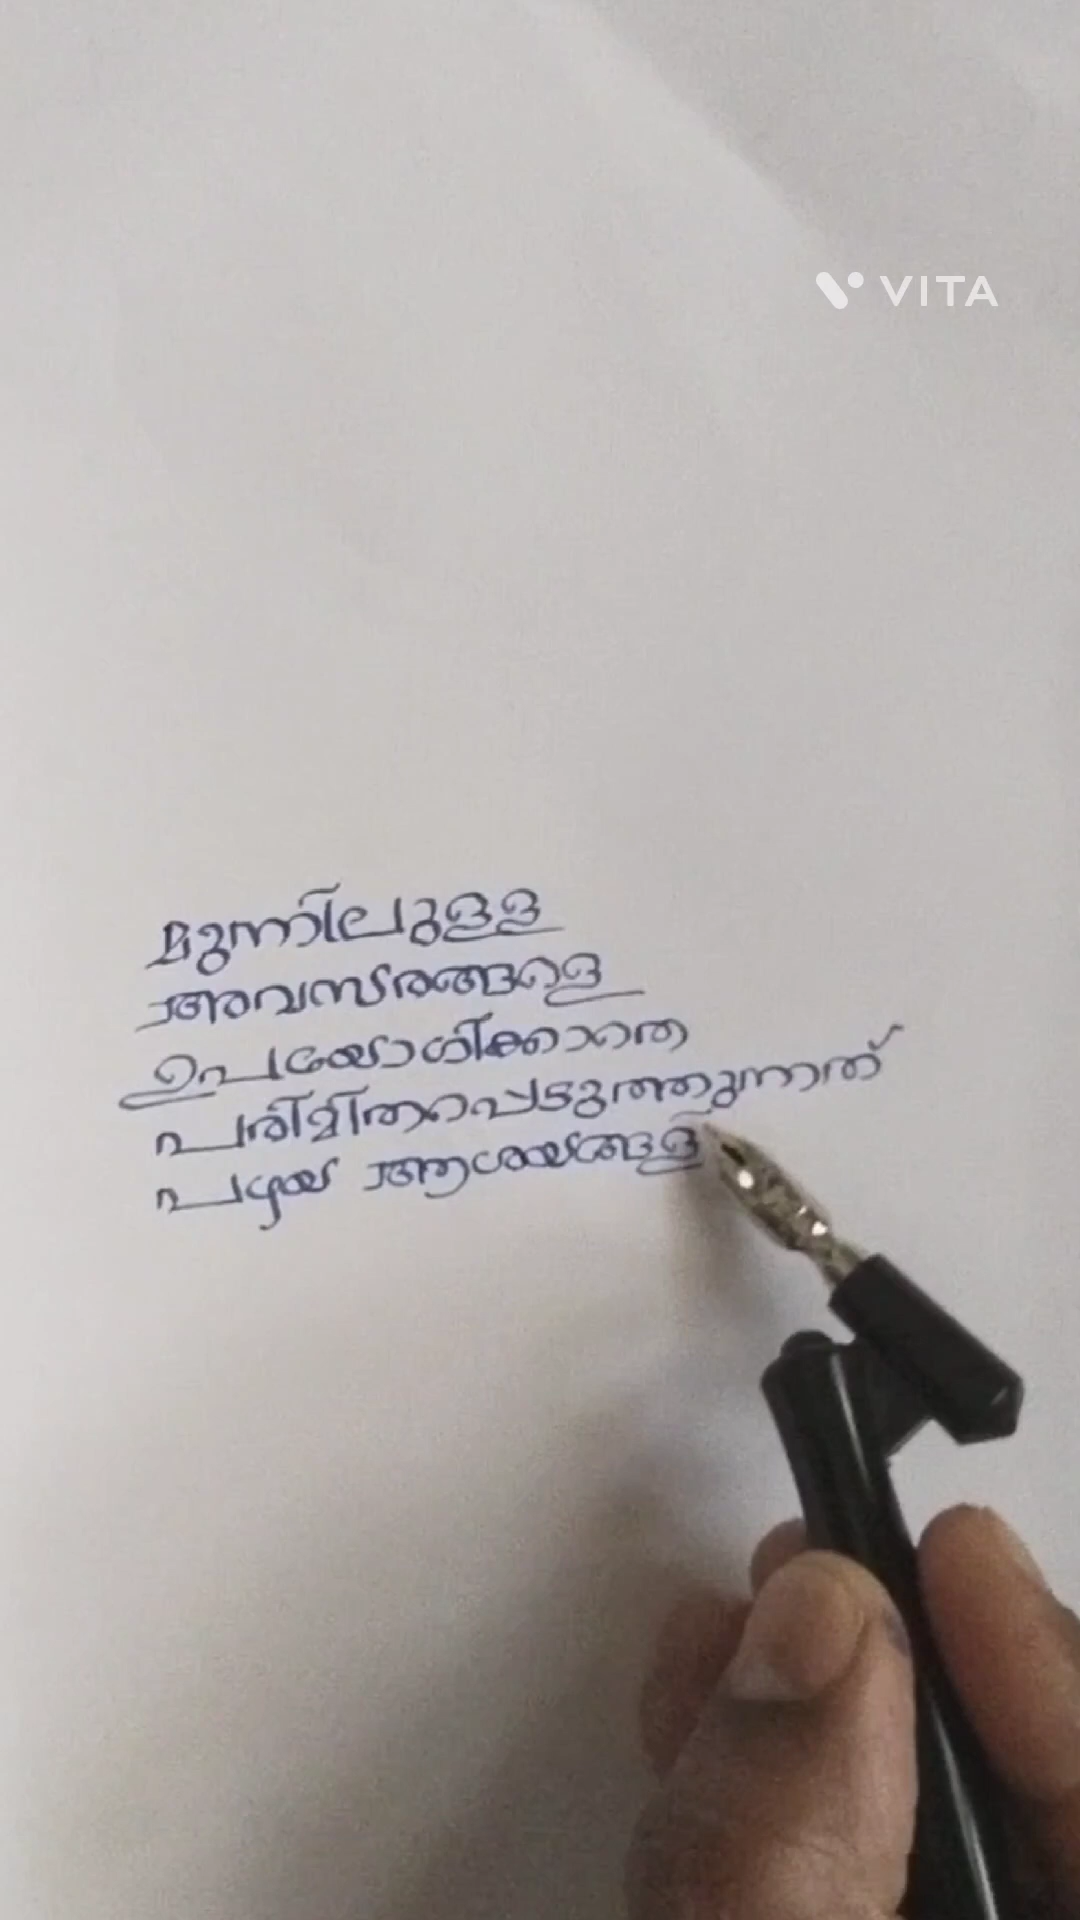 VITA
മുന്നിലുള്ള
അവസരങ്ങളെ
ഉപയോഗിക്കാതെ
പരിമിതപ്പെടുത്തുന്നത്
പഴയ ആശയങ്ങളി